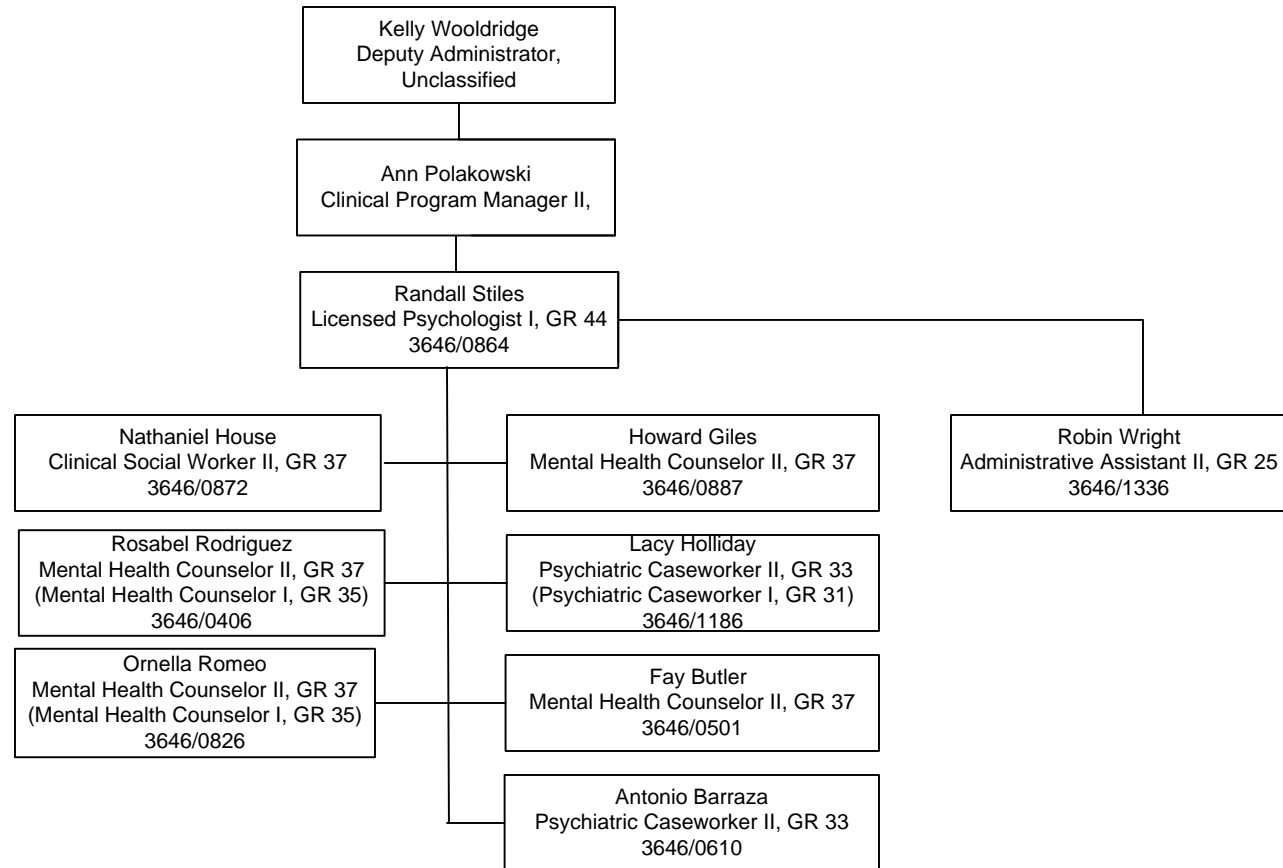 Kelly Wooldridge
Deputy Administrator,
Unclassified
Ann Polakowski
Clinical Program Manager II,
Randall Stiles
Licensed Psychologist I, GR 44
3646/0864
Nathaniel House
Clinical Social Worker II, GR 37
3646/0872
Howard Giles
Mental Health Counselor II, GR 37
3646/0887
Robin Wright
Administrative Assistant II, GR 25
3646/1336
Rosabel Rodriguez
Mental Health Counselor II, GR 37
(Mental Health Counselor I, GR 35)
3646/0406
Lacy Holliday
Psychiatric Caseworker II, GR 33
(Psychiatric Caseworker I, GR 31)
3646/1186
Ornella Romeo
Mental Health Counselor II, GR 37
(Mental Health Counselor I, GR 35)
3646/0826
Fay Butler
Mental Health Counselor II, GR 37
3646/0501
Antonio Barraza
Psychiatric Caseworker II, GR 33
3646/0610